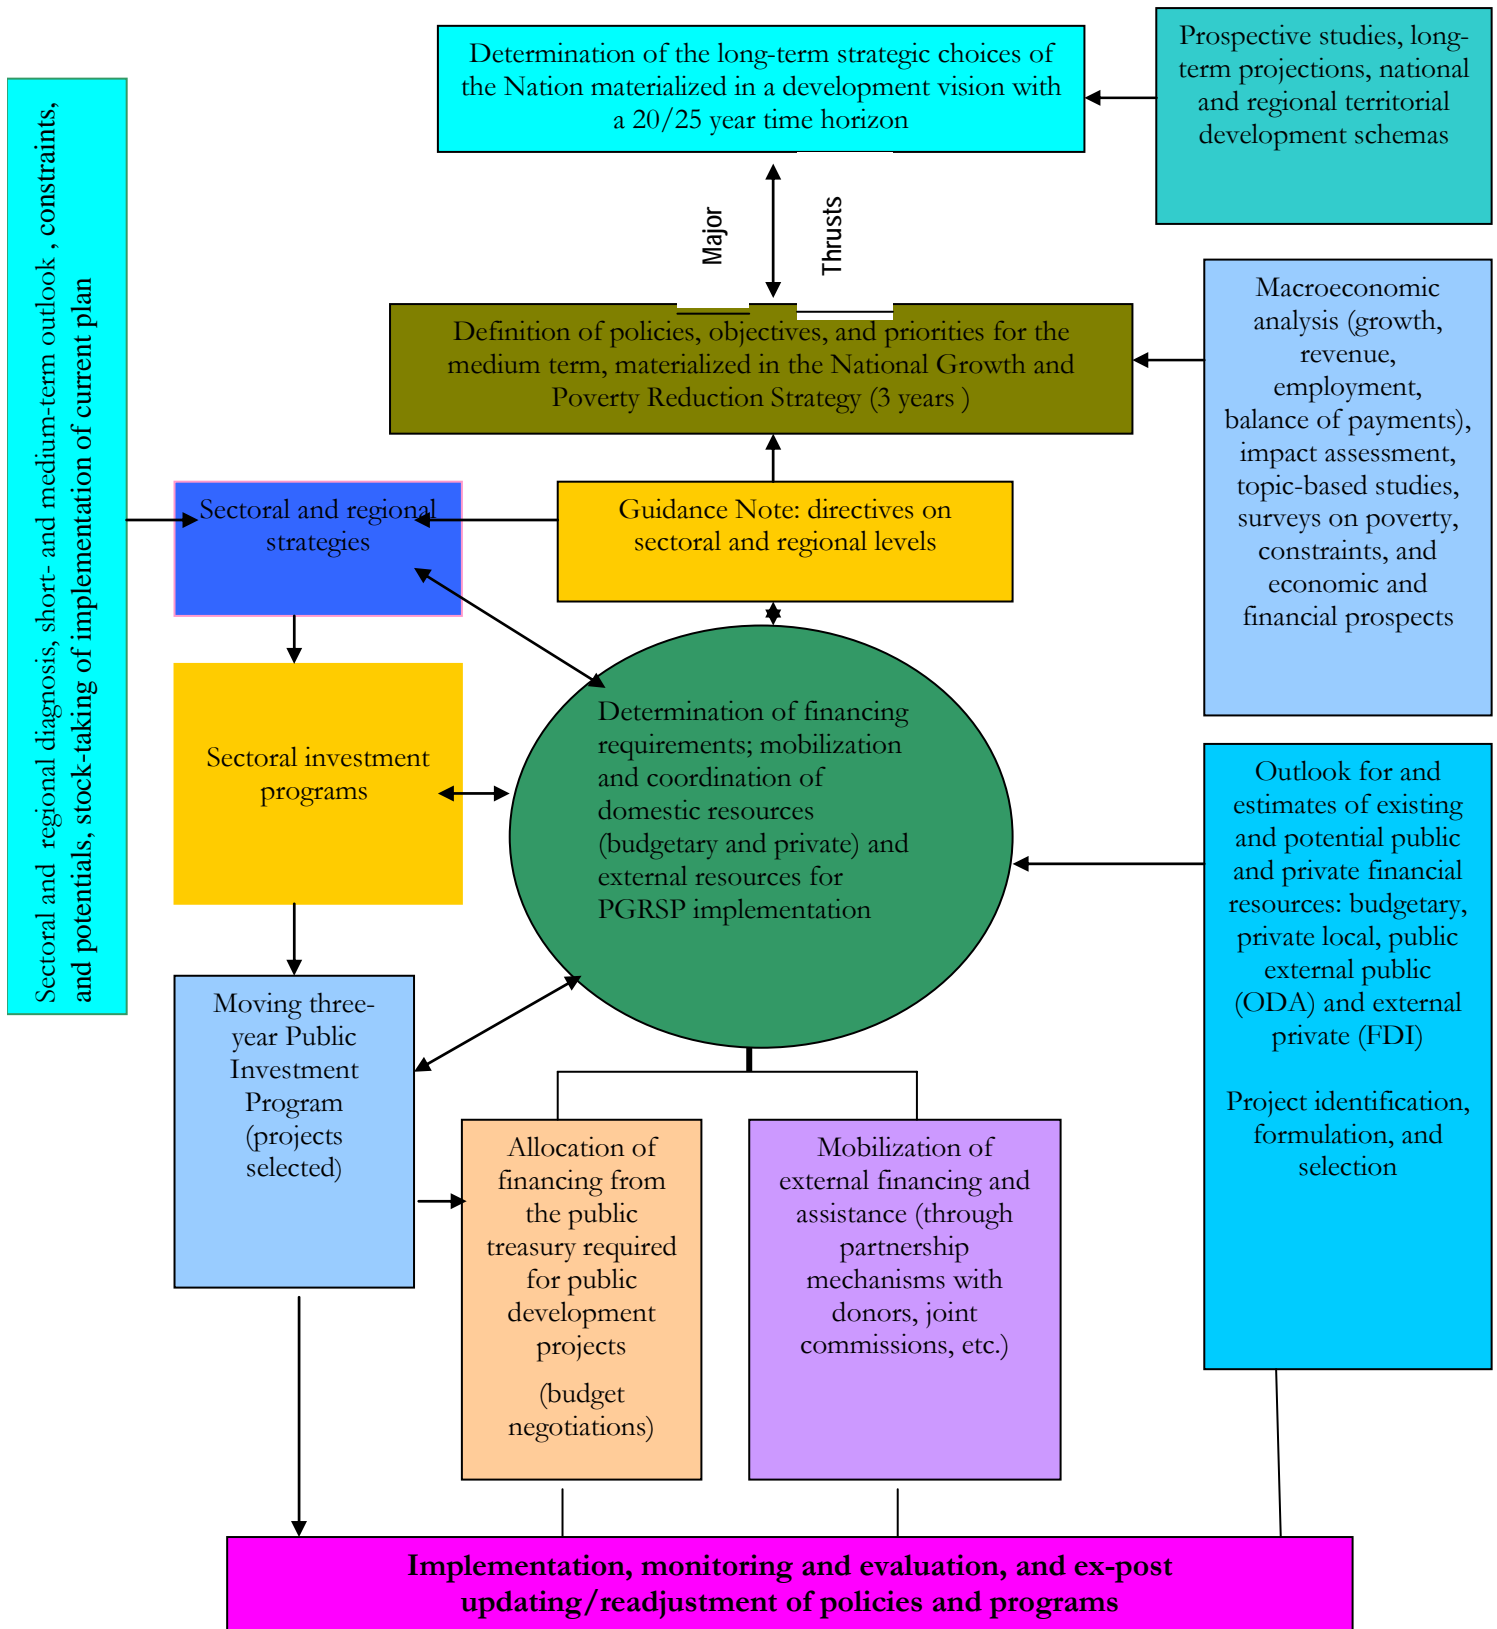 Determination of the long-term strategic choices of
the Nation materialized in a development vision with
a 20/25 year time horizon
Prospective studies, long-
term projections, national
and regional territorial
development schemas
Sectoral and regional diagnosis, short- and medium-term outlook , constraints,
and potentials, stock-taking of implementation of current plan
Major
Thrusts
Definition of policies, objectives, and priorities for the
medium term, materialized in the National Growth and
Poverty Reduction Strategy (3 years )
Macroeconomic
analysis (growth,
revenue,
employment,
balance of payments),
impact assessment,
topic-based studies,
surveys on poverty,
constraints, and
economic and
financial prospects
Sectoral and regional
strategies
Guidance Note: directives on
sectoral and regional levels
Sectoral investment
programs
Determination of financing
requirements; mobilization
and coordination of
domestic resources
(budgetary and private) and
external resources for
PGRSP implementation
Outlook for and
estimates of existing
and potential public
and private financial
resources: budgetary,
private local, public
external public
(ODA) and external
private (FDI)
Project identification,
formulation, and
selection
Moving three-
year Public
Investment
Program
(projects
selected)
Allocation of
financing from
the public
treasury required
for public
development
projects
(budget
negotiations)
Mobilization of
external financing and
assistance (through
partnership
mechanisms with
donors, joint
commissions, etc.)
Implementation, monitoring and evaluation, and ex-post
updating/readjustment of policies and programs